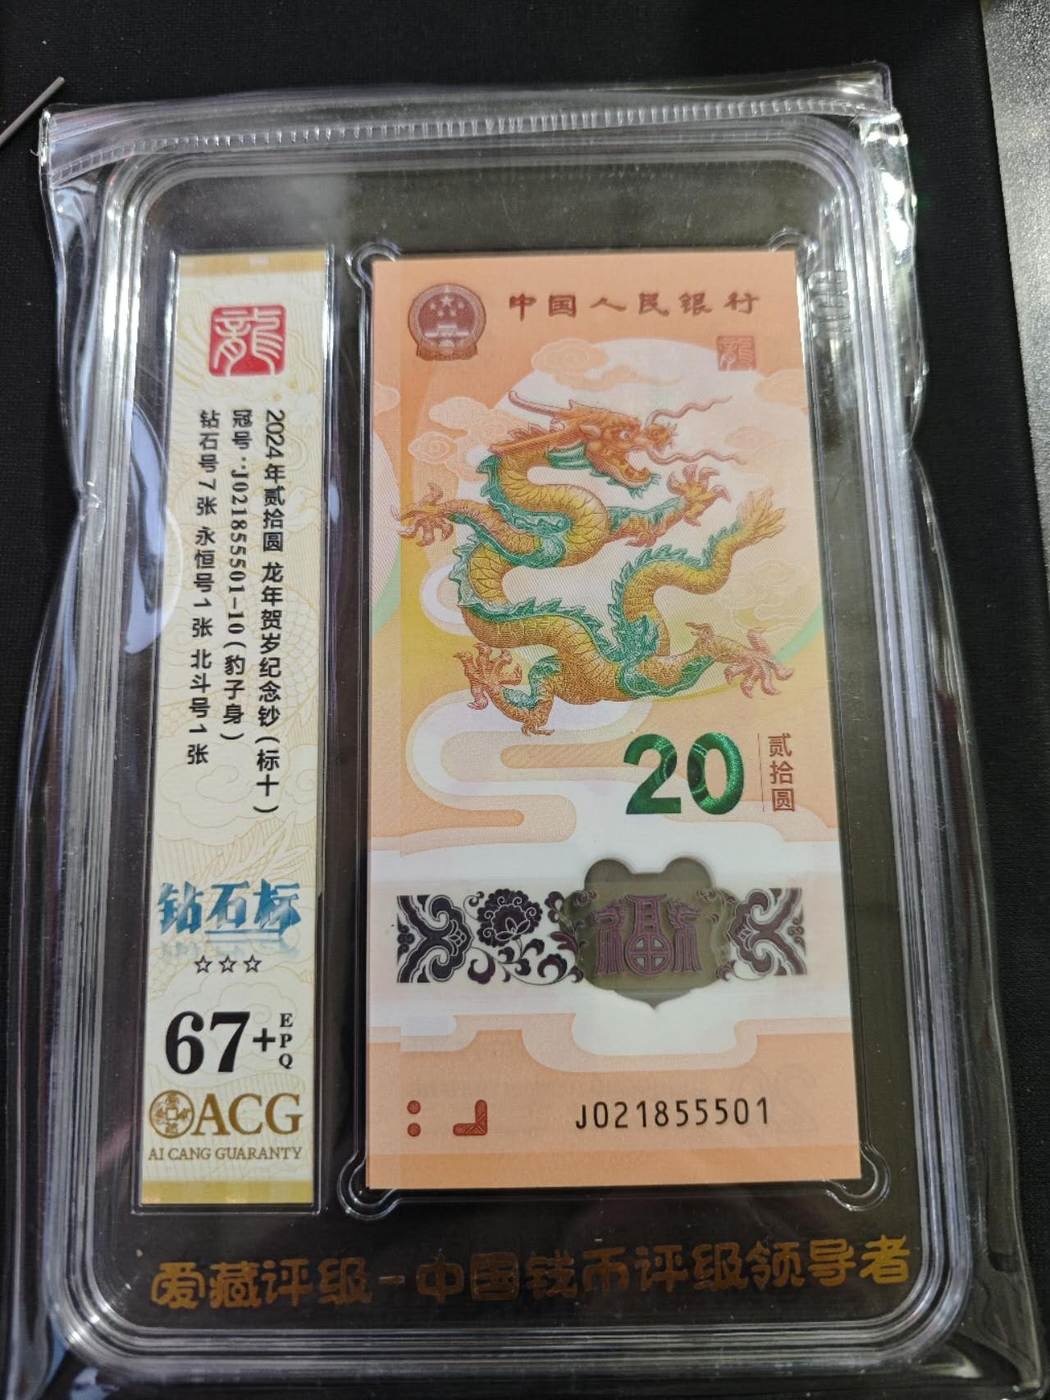 龍
2024年贰拾圆 龙年贺岁纪念钞(标十)
冠号:J021855501-10(豹子身)
钻石号7张 永恒号1张 北斗号1张
钻石标
☆☆☆
67+EPQ
ACG
AI CANG GUARANTY
中国人民银行
龍
20
贰拾圆
福
J021855501
爱藏评级-中国钱币评级领导者